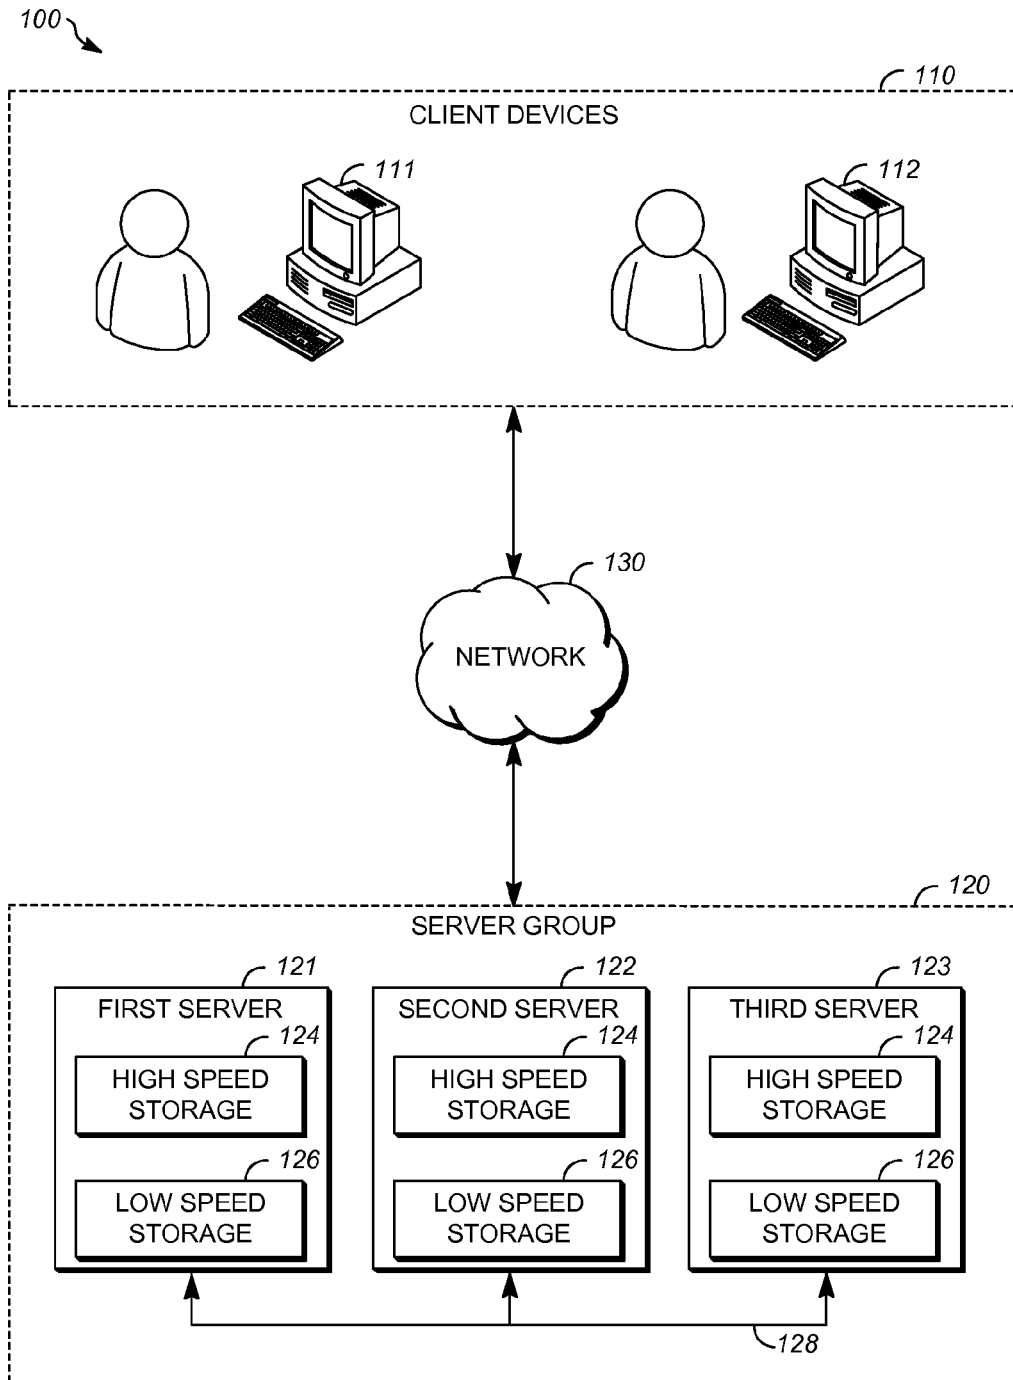 100
110
CLIENT DEVICES
111
112
130
NETWORK
120
SERVER GROUP
121
122
123
FIRST SERVER
SECOND SERVER
THIRD SERVER
124
124
124
HIGH SPEED
STORAGE
HIGH SPEED
STORAGE
HIGH SPEED
STORAGE
126
126
126
LOW SPEED
STORAGE
LOW SPEED
STORAGE
LOW SPEED
STORAGE
128